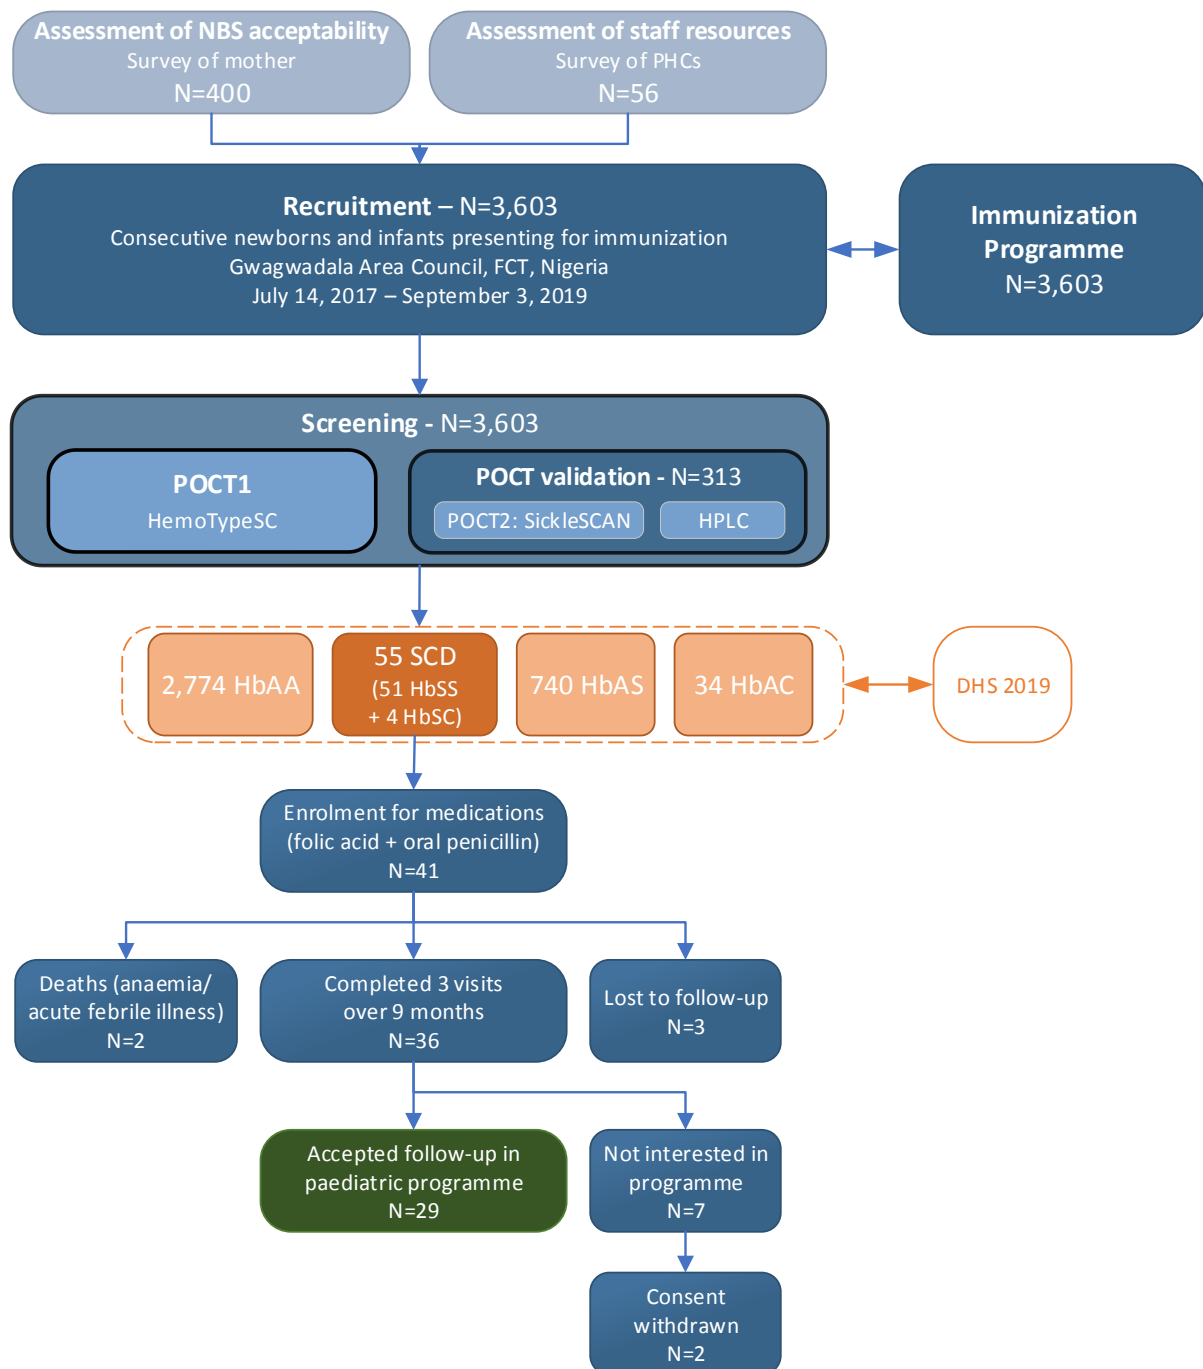 Assessment of NBS acceptability
Survey of mother
N=400
Assessment of staff resources
Survey of PHCs
N=56
Recruitment – N=3,603
Consecutive newborns and infants presenting for immunization
Gwagwadala Area Council, FCT, Nigeria
July 14, 2017 – September 3, 2019
Immunization
Programme
N=3,603
Screening - N=3,603
POCT1
HemoTypeSC
POCT validation - N=313
POCT2: SickleSCAN
HPLC
2,774 HbAA
55 SCD
(51 HbSS
+ 4 HbSC)
740 HbAS
34 HbAC
DHS 2019
Enrolment for medications
(folic acid + oral penicillin)
N=41
Deaths (anaemia/
acute febrile illness)
N=2
Completed 3 visits
over 9 months
N=36
Lost to follow-up
N=3
Accepted follow-up in
paediatric programme
N=29
Not interested in
programme
N=7
Consent
withdrawn
N=2